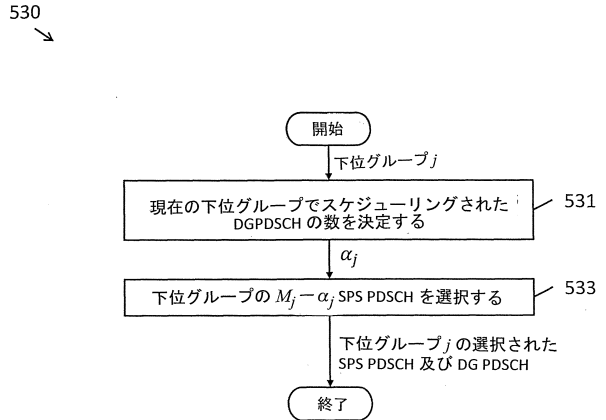 530
開始
下位グループ j
現在の下位グループでスケジューリングされた
DGPDSCH の数を決定する
531
αj
下位グループの Mj－αj SPS PDSCH を選択する
533
下位グループ j の選択された
SPS PDSCH 及び DG PDSCH
終了